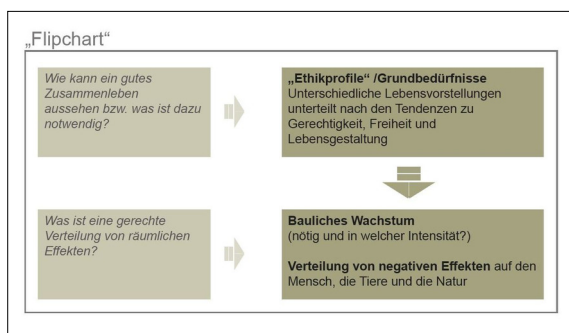 „Flipchart“
Wie kann ein gutes
Zusammenleben
aussehen bzw. was ist dazu
notwendig?
„Ethikprofile“ /Grundbedürfnisse
Unterschiedliche Lebensvorstellungen
unterteilt nach den Tendenzen zu
Gerechtigkeit, Freiheit und
Lebensgestaltung
Was ist eine gerechte
Verteilung von räumlichen
Effekten?
Bauliches Wachstum
(nötig und in welcher Intensität?)
Verteilung von negativen Effekten auf den
Mensch, die Tiere und die Natur